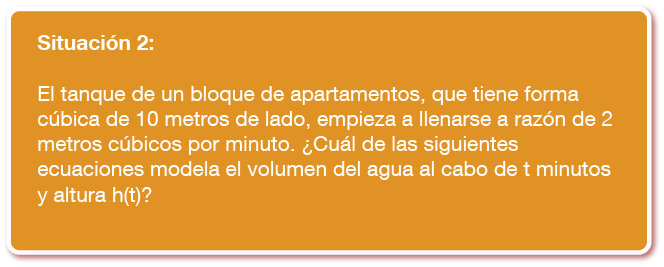 Situación 2:
El tanque de un bloque de apartamentos, que tiene forma
cúbica de 10 metros de lado, empieza a llenarse a razón de 2
metros cúbicos por minuto. ¿Cuál de las siguientes
ecuaciones modela el volumen del agua al cabo de t minutos
y altura h(t)?